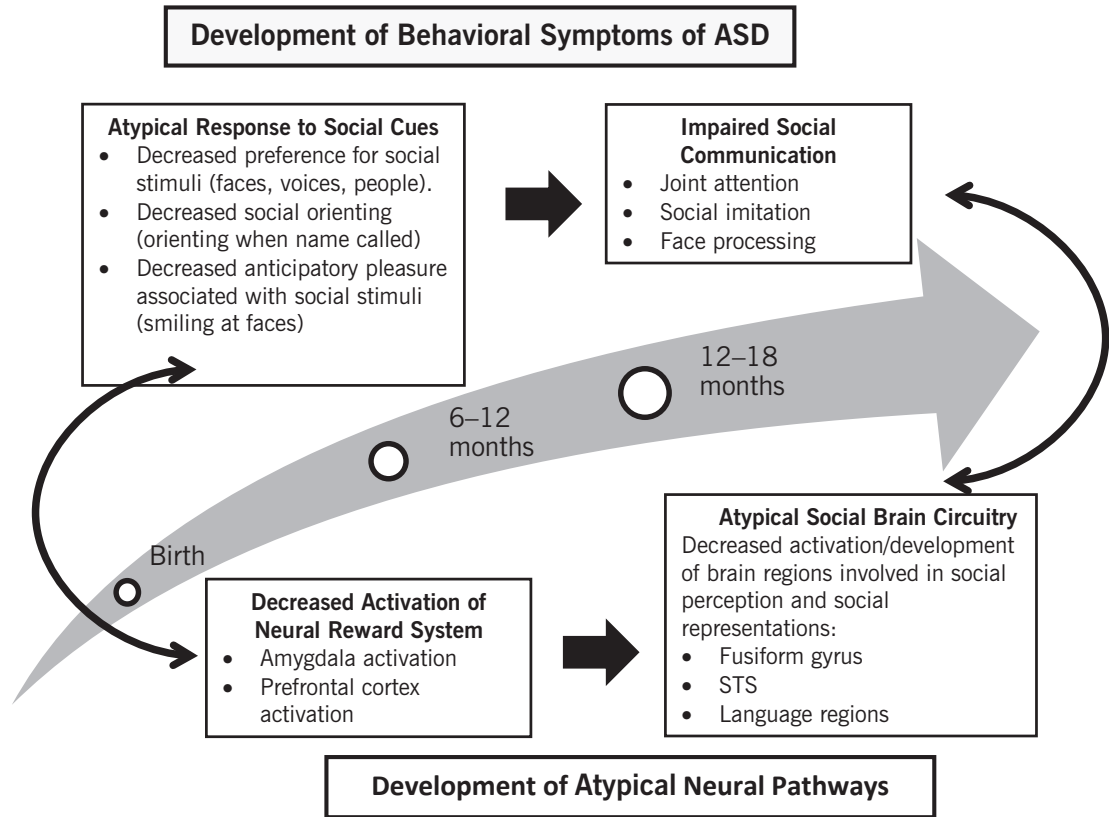 Development of Behavioral Symptoms of ASD
Atypical Response to Social Cues
• Decreased preference for social
stimuli (faces, voices, people).
• Decreased social orienting
(orienting when name called)
• Decreased anticipatory pleasure
associated with social stimuli
(smiling at faces)
Impaired Social
Communication
• Joint attention
• Social imitation
• Face processing
12–18
months
6–12
months
Birth
Decreased Activation of
Neural Reward System
• Amygdala activation
• Prefrontal cortex
activation
Atypical Social Brain Circuitry
Decreased activation/development
of brain regions involved in social
perception and social
representations:
• Fusiform gyrus
• STS
• Language regions
Development of Atypical Neural Pathways